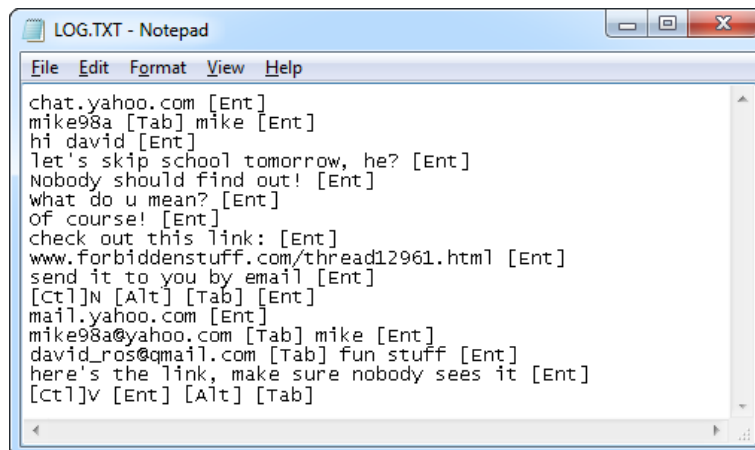 LOG.TXT - Notepad
File Edit Format View Help
chat.yahoo.com [Ent]
mike98a [Tab] mike [Ent]
hi david [Ent]
let's skip school tomorrow, he? [Ent]
Nobody should find out! [Ent]
What do u mean? [Ent]
Of course! [Ent]
check out this link: [Ent]
www.forbiddenstuff.com/thread12961.html [Ent]
send it to you by email [Ent]
[Ctl]N [Alt] [Tab] [Ent]
mail.yahoo.com [Ent]
mike98a@yahoo.com [Tab] mike [Ent]
david_ros@qmail.com [Tab] fun stuff [Ent]
here's the link, make sure nobody sees it [Ent]
[Ctl]V [Ent] [Alt] [Tab]